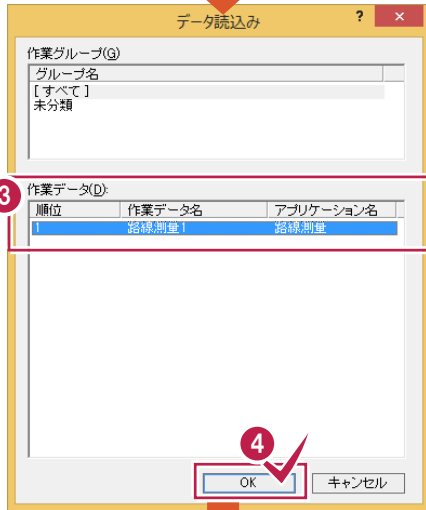 データ読込み ? ×
作業グループ(G)
グループ名
[すべて]
未分類
3
作業データ(D):
順位 作業データ名 アプリケーション名
1 路線測量1 路線測量
4
OK キャンセル